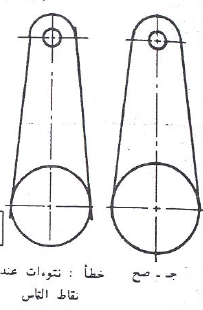 جـ - صح
خطأ : نتوءات عند
نقاط التماس